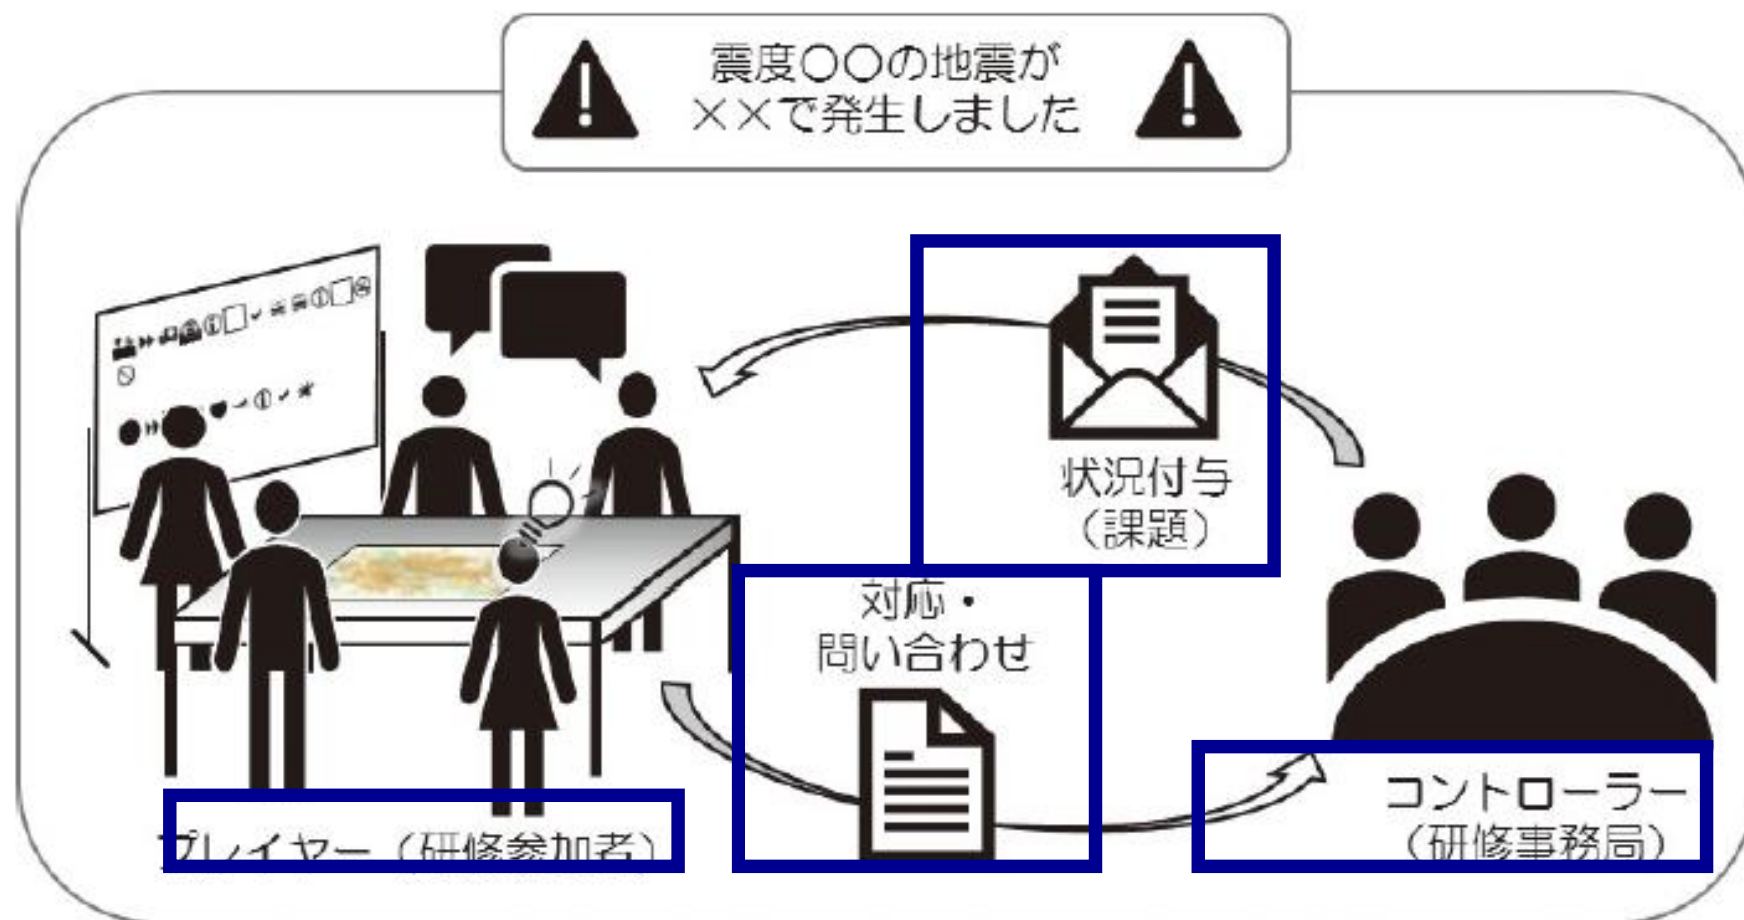 震度〇〇の地震が
××で発生しました
状況付与
（課題）
対応・
問い合わせ
コントローラー
（研修事務局）
プレイヤー（研修参加者）